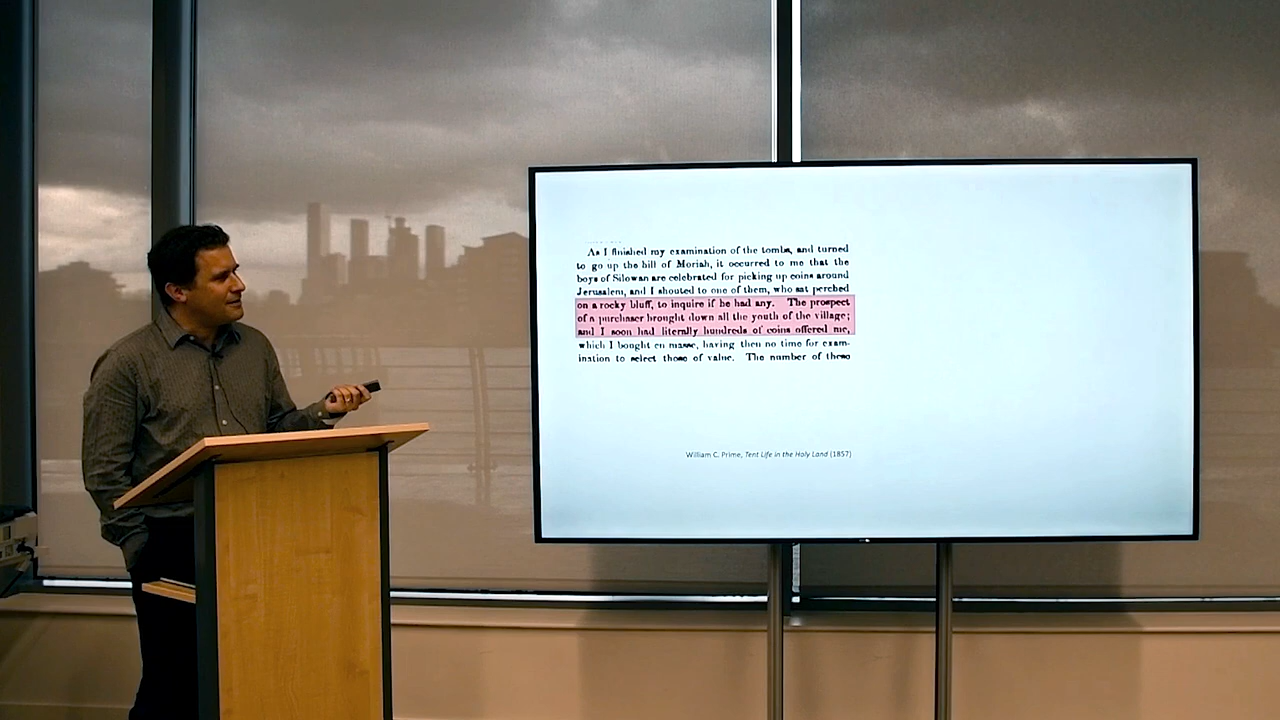 As I finished my examination of the tombs, and turned
to go up the hill of Moriah, it occurred to me that the
boys of Silowan are celebrated for picking up coins around
Jerusalem, and I shouted to one of them, who sat perched
on a rocky bluff, to inquire if he had any. The prospect
of a purchaser brought down all the youth of the village;
and I soon had literally hundreds of coins offered me,
which I bought en masse, having then no time for exam-
ination to select those of value. The number of these
William C. Prime, Tent Life in the Holy Land (1857)